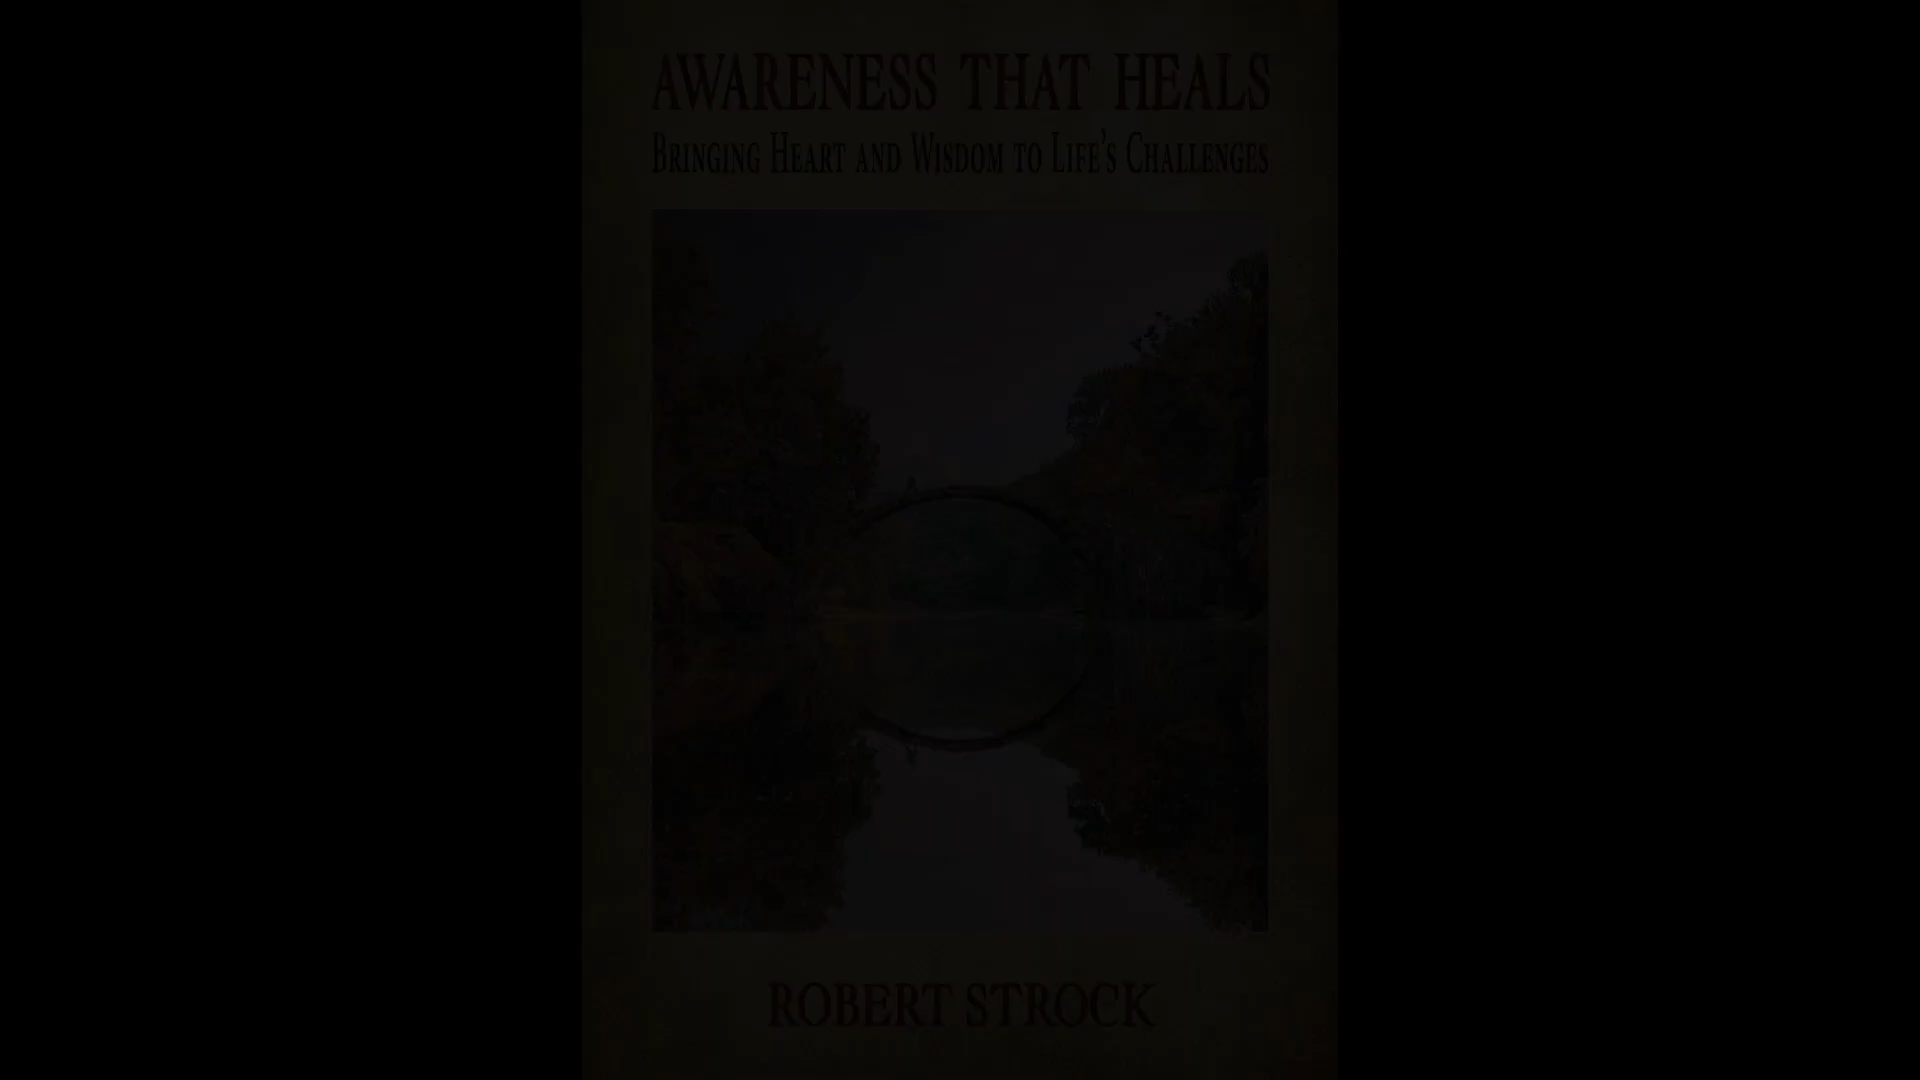 AWARENESS THAT HEALS
BRINGING HEART AND WISDOM TO LIFE'S CHALLENGES
ROBERT STROCK